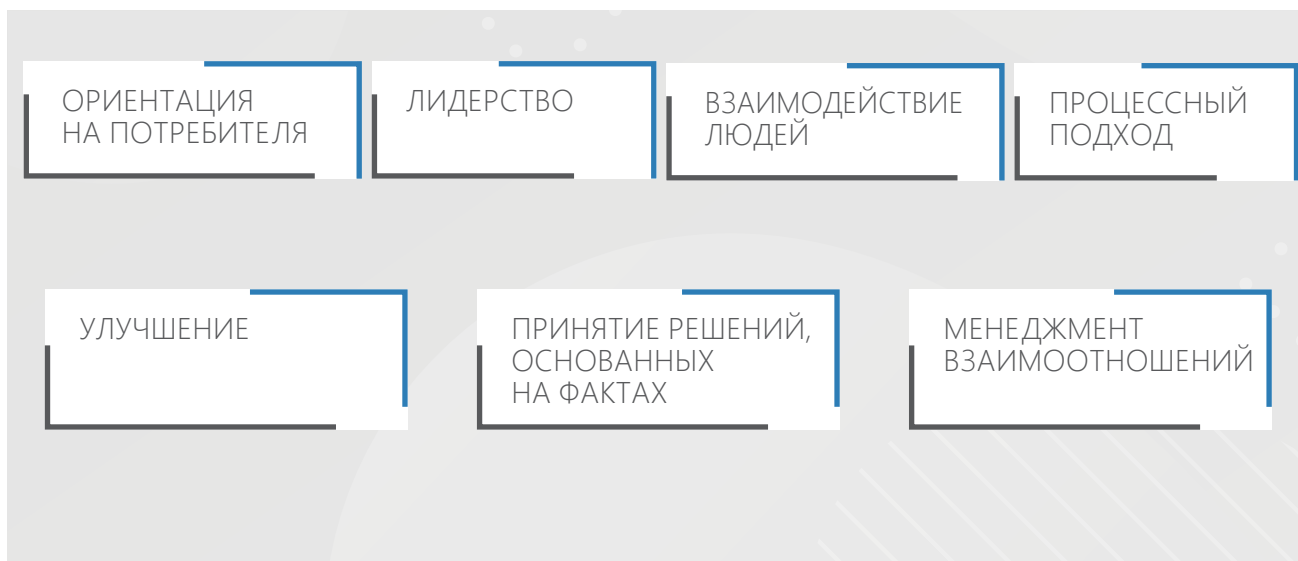 ОРИЕНТАЦИЯ
НА ПОТРЕБИТЕЛЯ
ЛИДЕРСТВО
ВЗАИМОДЕЙСТВИЕ
ЛЮДЕЙ
ПРОЦЕССНЫЙ
ПОДХОД
УЛУЧШЕНИЕ
ПРИНЯТИЕ РЕШЕНИЙ,
ОСНОВАННЫХ
НА ФАКТАХ
МЕНЕДЖМЕНТ
ВЗАИМООТНОШЕНИЙ